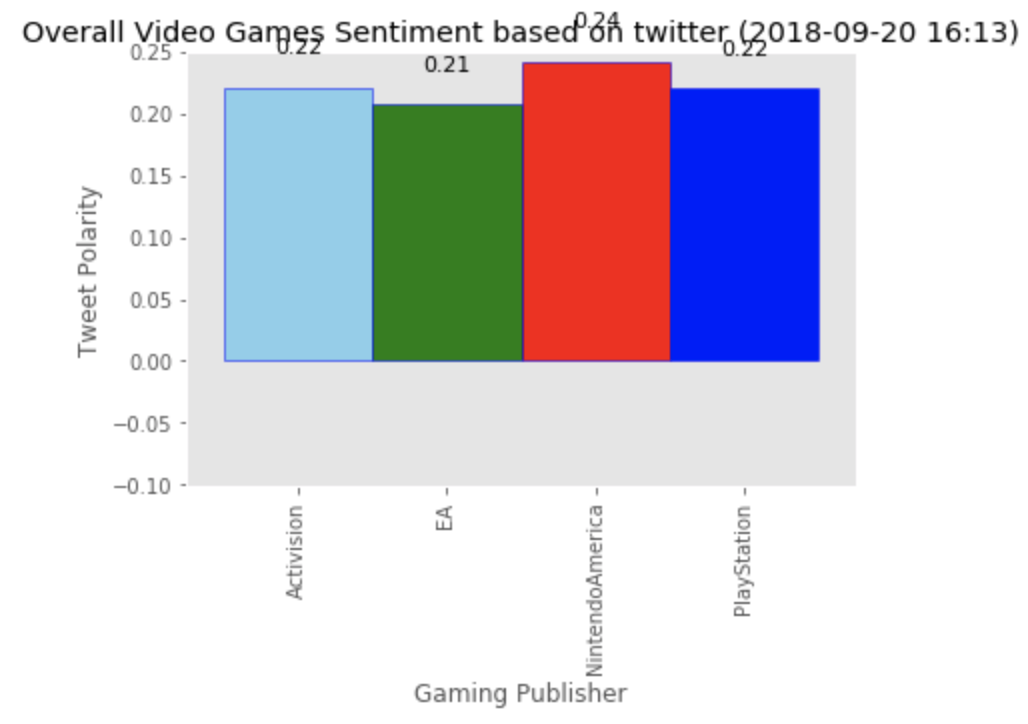 Overall Video Games Sentiment based on twitter (2018-09-20 16:13)
0.22
0.21
0.24
0.22
0.25
0.20
0.15
0.10
0.05
0.00
−0.05
−0.10
Tweet Polarity
Activision
EA
NintendoAmerica
PlayStation
Gaming Publisher